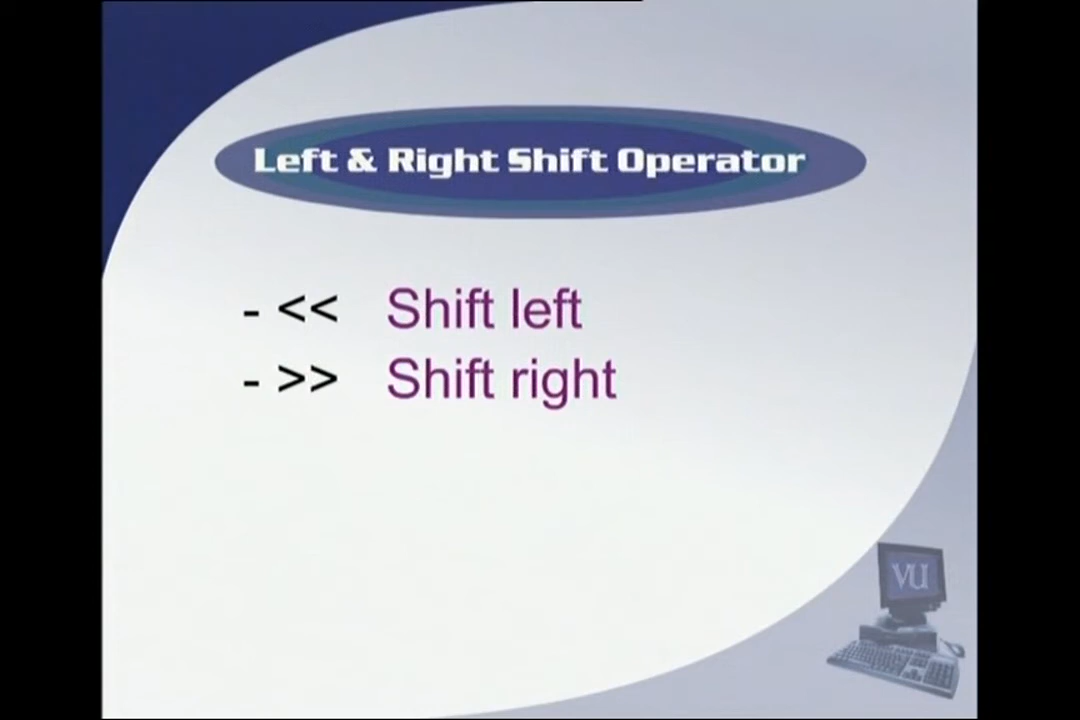 Left & Right Shift Operator
- << Shift left
- >> Shift right
VU